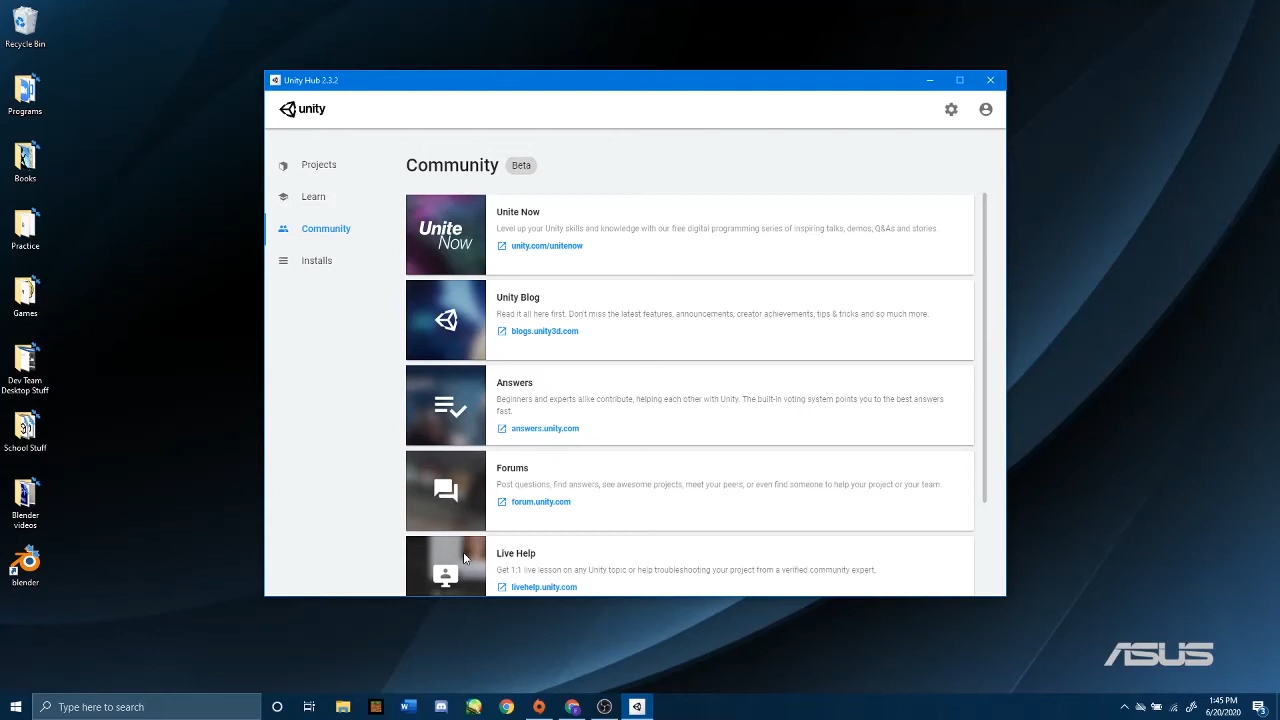 Recycle Bin
Programs
Books
Practice
Games
Dev Team
Desktop Stuff
School Stuff
Blender
videos
blender
Unity Hub 2.3.2
unity
Projects
Learn
Community
Installs
Community Beta
Unite
Now
Unite Now
Level up your Unity skills and knowledge with our free digital programming series of inspiring talks, demos, Q&As and stories.
unity.com/unitenow
Unity Blog
Read it all here first. Don't miss the latest features, announcements, creator achievements, tips & tricks and so much more.
blogs.unity3d.com
Answers
Beginners and experts alike contribute, helping each other with Unity. The built-in voting system points you to the best answers
fast.
answers.unity.com
Forums
Post questions, find answers, see awesome projects, meet your peers, or even find someone to help your project or your team
forum.unity.com
Live Help
Get 1:1 live lesson on any Unity topic or help troubleshooting your project from a verified community expert.
livehelp.unity.com
ASUS
Type here to search
1:45 PM
6/20/2020